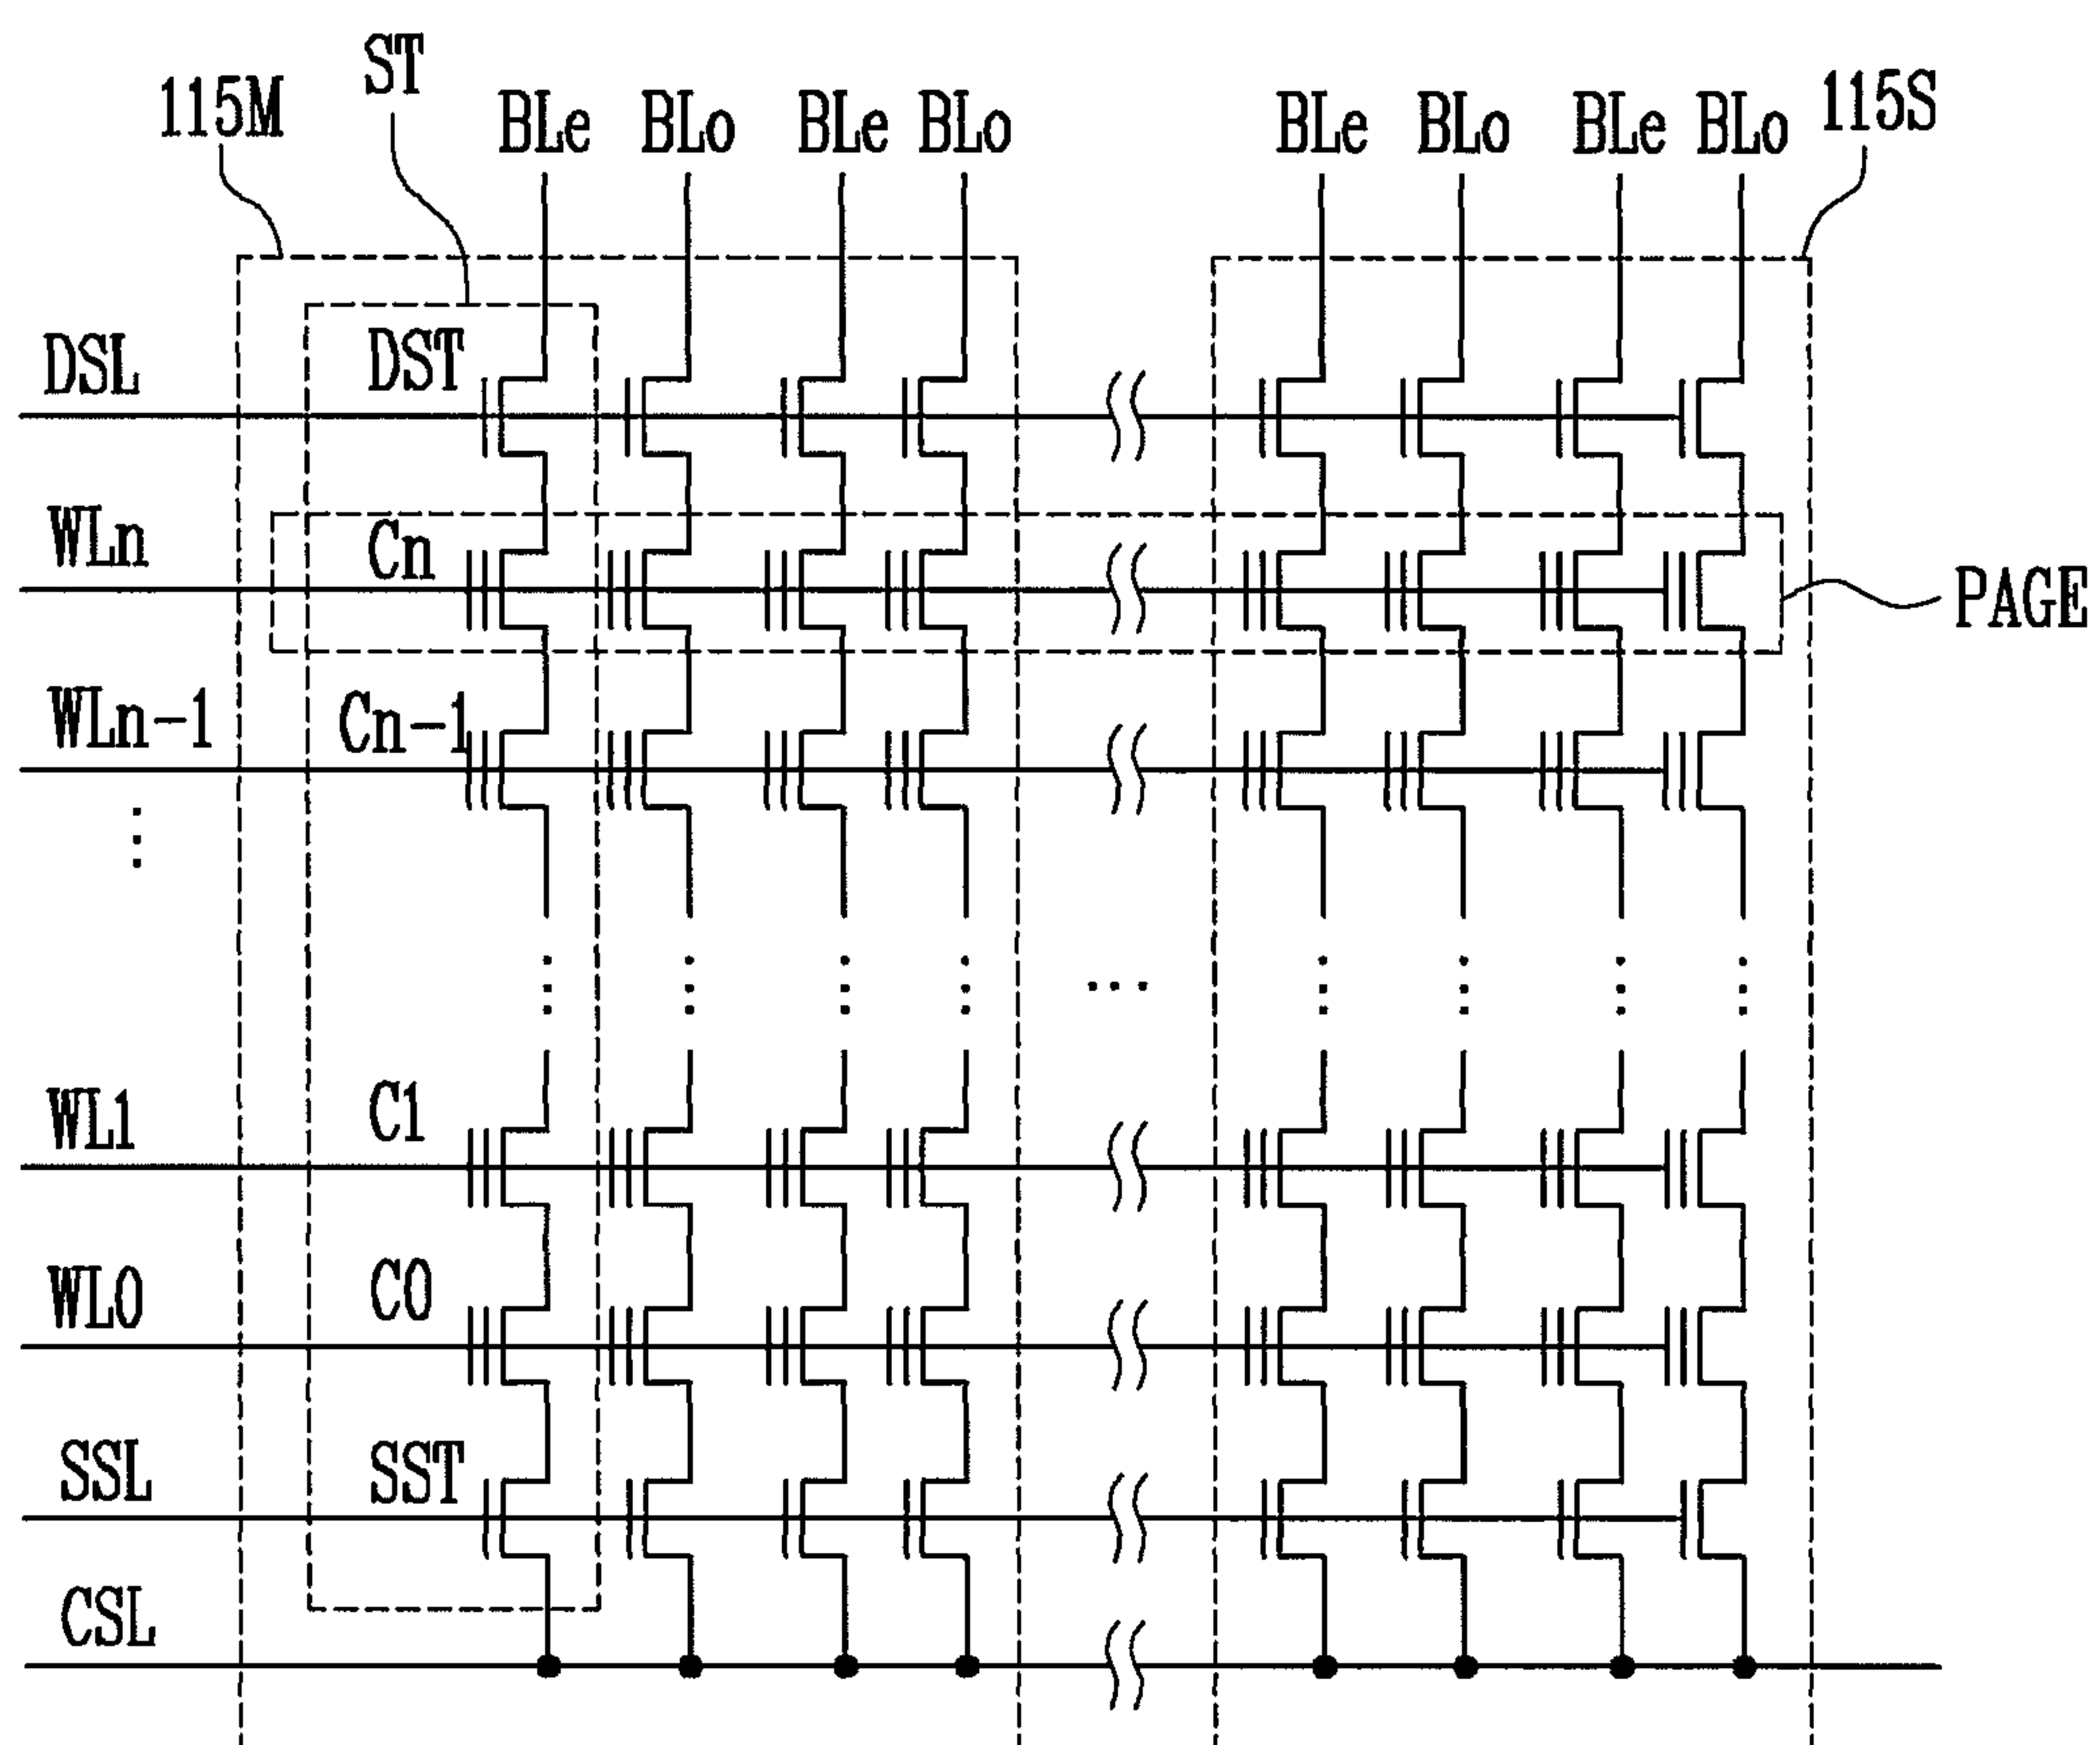 ST
115M
BLe BLo BLe BLo BLe BLo BLe BLo
115S
DSL DST
WLn Cn
PAGE
WLn-1 Cn-1
WL1 C1
WL0 C0
SSL SST
CSL